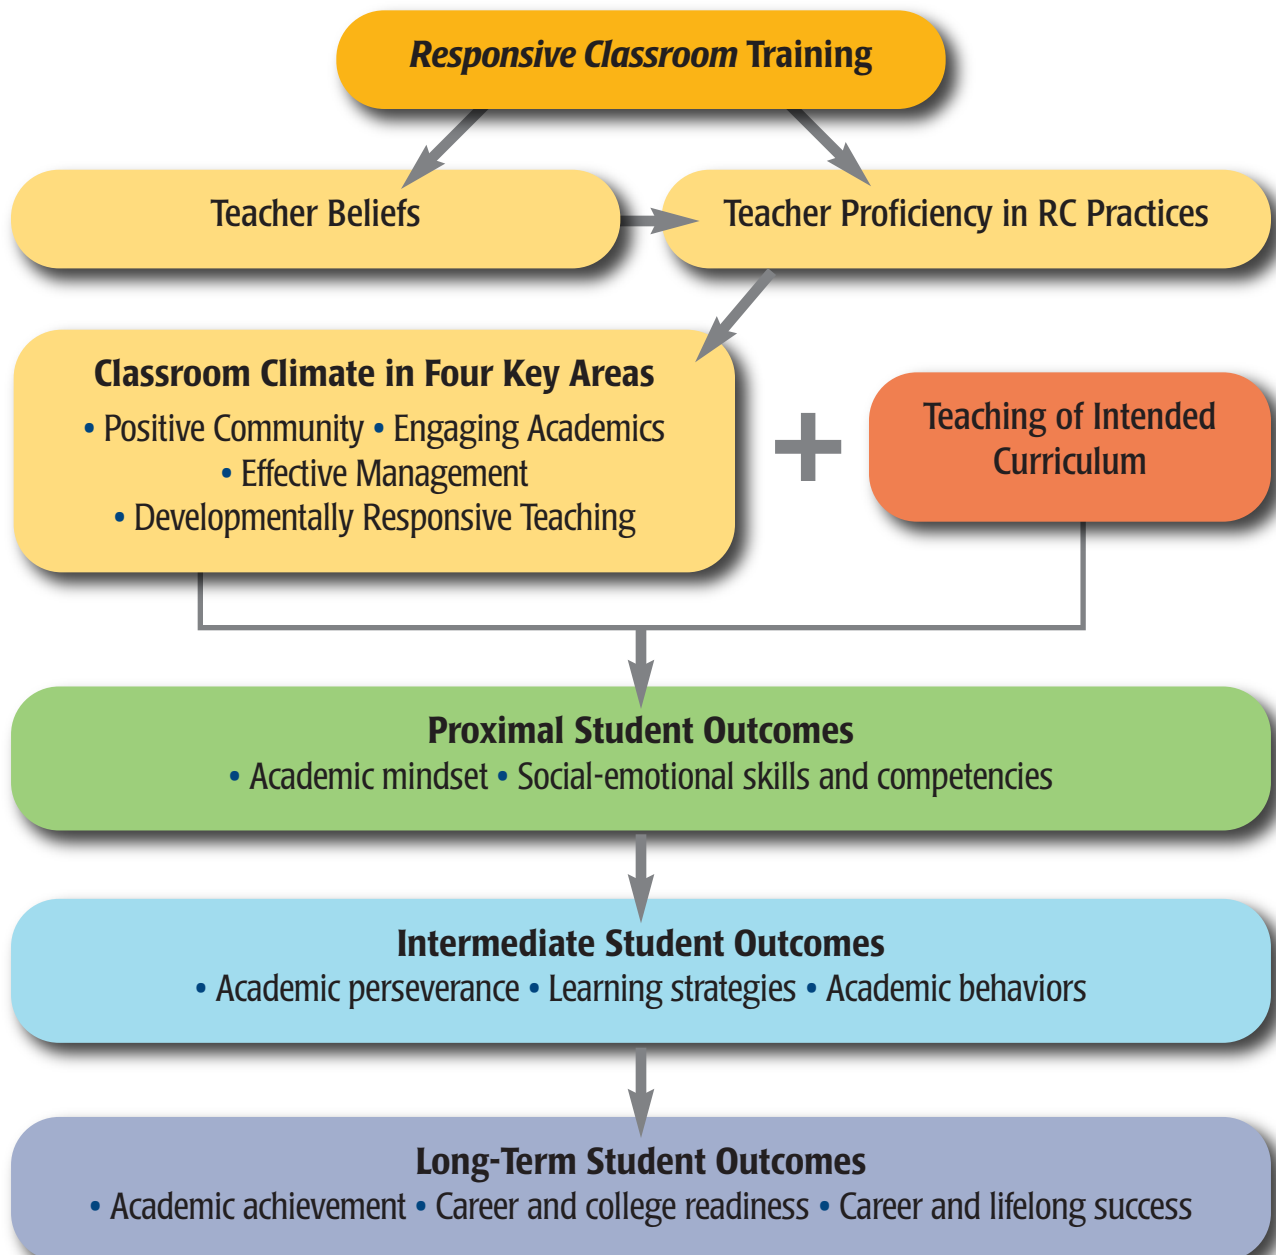 Responsive Classroom Training
Teacher Beliefs
Teacher Proficiency in RC Practices
Classroom Climate in Four Key Areas
• Positive Community • Engaging Academics
• Effective Management
• Developmentally Responsive Teaching
+
Teaching of Intended
Curriculum
Proximal Student Outcomes
• Academic mindset • Social-emotional skills and competencies
Intermediate Student Outcomes
• Academic perseverance • Learning strategies • Academic behaviors
Long-Term Student Outcomes
• Academic achievement • Career and college readiness • Career and lifelong success